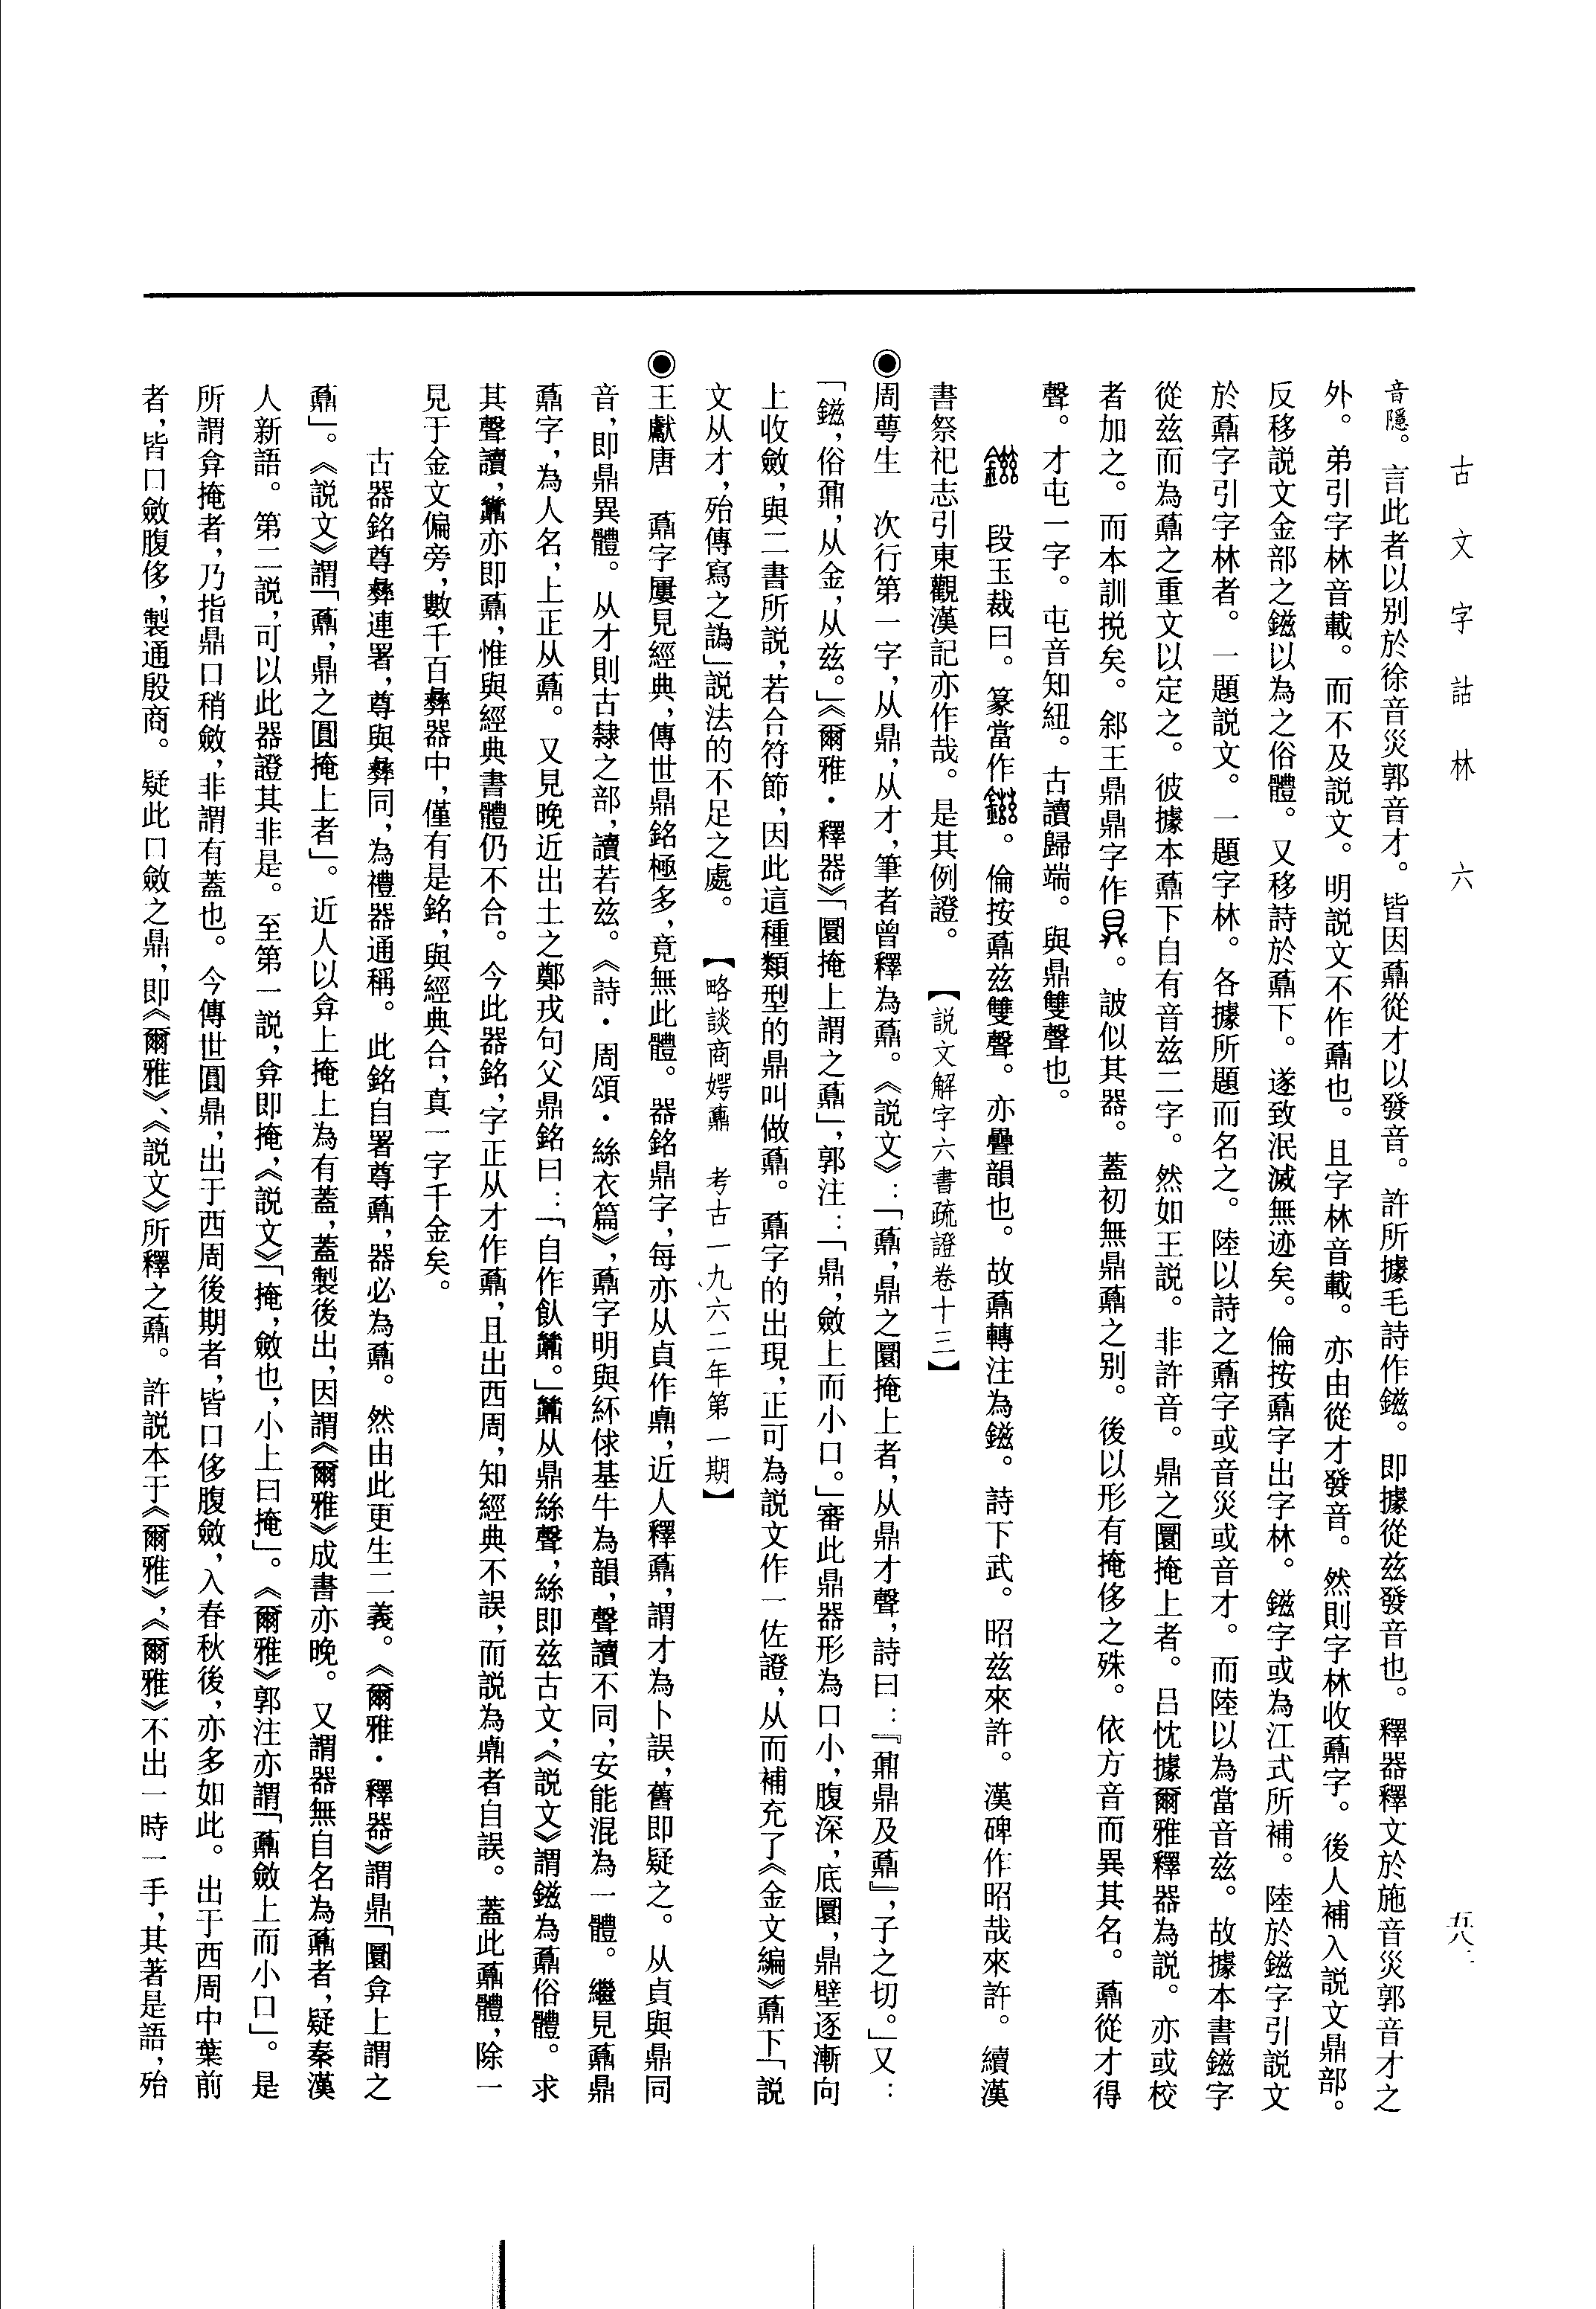 古文字詁林　六
五八
音隱。言此者以别於徐音災郭音才。皆因鼒從才以發音。許所據毛詩作鎡。即據從兹發音也。釋器釋文於施音災郭音才之
外。弟引字林音載。而不及説文。明説文不作鼒也。且字林音載。亦由從才發音。然則字林收鼒字。後人補入説文鼎部。
反移説文金部之鎡以為之俗體。又移詩於鼒下。遂致泯滅無迹矣。倫按鼒字出字林。鎡字或為江式所補。陸於鎡字引説文
於鼒字引字林者。一題説文。一題字林。各據所題而名之。陸以詩之鼒字或音災或音才。而陸以為當音兹。故據本書鎡字
從兹而為鼒之重文以定之。彼據本鼒下自有音兹二字。然如王説。非許音。鼎之圜掩上者。吕忱據爾雅釋器為説。亦或校
者加之。而本訓捝矣。䣄王鼎鼎字作。詖似其器。蓋初無鼎鼒之别。後以形有掩侈之殊。依方音而異其名。鼒從才得
聲。才屯一字。屯音知紐。古讀歸端。與鼎雙聲也。
段玉裁曰。篆當作。倫按鼒兹雙聲。亦疊韻也。故鼒轉注為鎡。詩下武。昭兹來許。漢碑作昭哉來許。續漢
書祭祀志引東觀漢記亦作哉。是其例證。【説文解字六書疏證卷十三】
◉周萼生　次行第一字，从鼎，从才，筆者曾釋為鼒。《説文》：「鼒，鼎之圜掩上者，从鼎才聲，詩曰：『鼐鼎及鼒』，子之切。」又：
「鎡，俗鼒，从金，从兹。」《爾雅·釋器》「圜掩上謂之鼒」，郭注：「鼎，斂上而小口。」審此鼎器形為口小，腹深，底圜，鼎壁逐漸向
上收斂，與二書所説，若合符節，因此這種類型的鼎叫做鼒。鼒字的出現，正可為説文作一佐證，从而補充了《金文編》鼒下「説
文从才，殆傳寫之譌」説法的不足之處。【略談商婼鼒　考古一九六二年第一期】
◉王獻唐　鼒字屢見經典，傳世鼎銘極多，竟無此體。器銘鼎字，每亦从貞作鼑，近人釋鼒，謂才為卜誤，舊即疑之。从貞與鼎同
音，即鼎異體。从才則古隸之部，讀若兹。《詩·周頌·絲衣篇》，鼒字明與紑俅基牛為韻，聲讀不同，安能混為一體。繼見鼒鼎
鼒字，為人名，上正从鼒。又見晚近出土之鄭戎句父鼎銘曰：「自作飤䵻。」䵻从鼎絲聲，絲即兹古文，《説文》謂鎡為鼒俗體。求
其聲讀，䵻亦即鼒，惟與經典書體仍不合。今此器銘，字正从才作鼒，且出西周，知經典不誤，而説為鼑者自誤。蓋此鼒體，除一
見于金文偏旁，數千百彝器中，僅有是銘，與經典合，真一字千金矣。
古器銘尊彝連署，尊與彝同，為禮器通稱。此銘自署尊鼒，器必為鼒。然由此更生二義。《爾雅·釋器》謂鼎「圜弇上謂之
鼒」。《説文》謂「鼒，鼎之圓掩上者」。近人以弇上掩上為有蓋，蓋製後出，因謂《爾雅》成書亦晚。又謂器無自名為鼒者，疑秦漢
人新語。第二説，可以此器證其非是。至第一説，弇即掩，《説文》「掩，斂也，小上曰掩」。《爾雅》郭注亦謂「鼒斂上而小口」。是
所謂弇掩者，乃指鼎口稍斂，非謂有蓋也。今傳世圓鼎，出于西周後期者，皆口侈腹斂，入春秋後，亦多如此。出于西周中葉前
者，皆口斂腹侈，製通殷商。疑此口斂之鼎，即《爾雅》、《説文》所釋之鼒。許説本于《爾雅》，《爾雅》不出一時一手，其著是語，殆